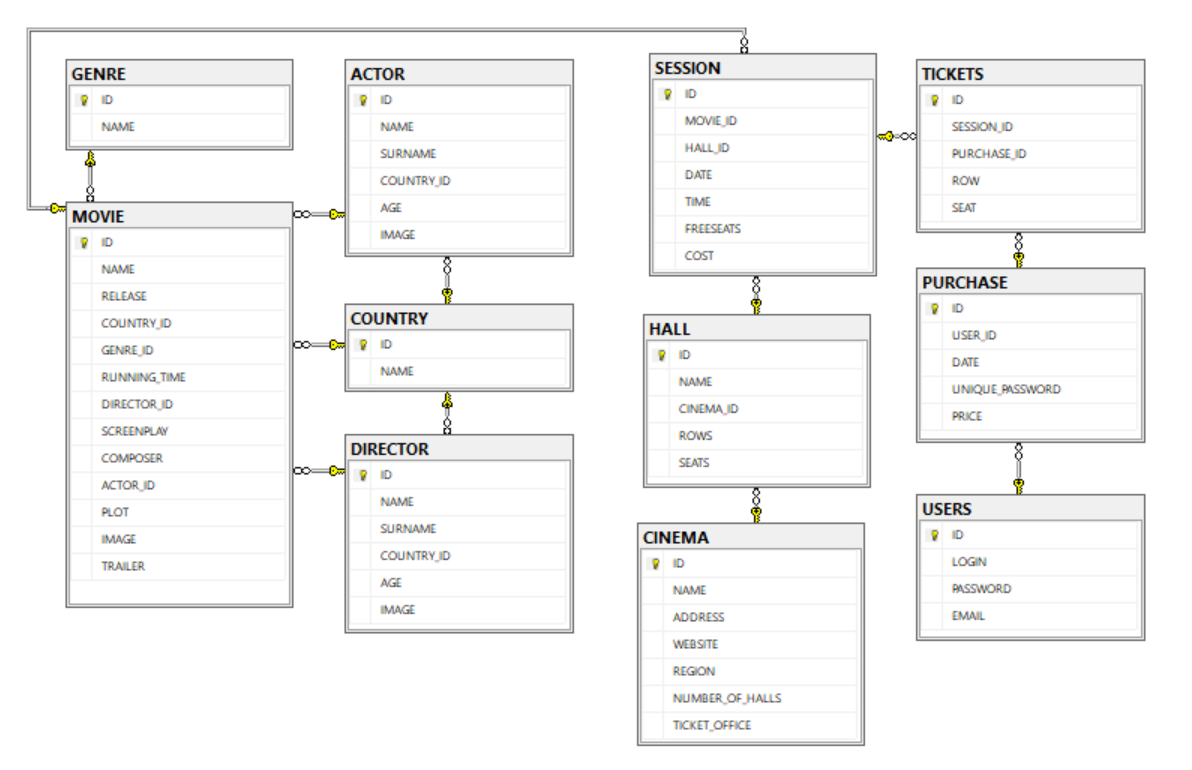 GENRE
ID
NAME
MOVIE
ID
NAME
RELEASE
COUNTRY_ID
GENRE_ID
RUNNING_TIME
DIRECTOR_ID
SCREENPLAY
COMPOSER
ACTOR_ID
PLOT
IMAGE
TRAILER
ACTOR
ID
NAME
SURNAME
COUNTRY_ID
AGE
IMAGE
COUNTRY
ID
NAME
DIRECTOR
ID
NAME
SURNAME
COUNTRY_ID
AGE
IMAGE
SESSION
ID
MOVIE_ID
HALL_ID
DATE
TIME
FREESEATS
COST
HALL
ID
NAME
CINEMA_ID
ROWS
SEATS
CINEMA
ID
NAME
ADDRESS
WEBSITE
REGION
NUMBER_OF_HALLS
TICKET_OFFICE
TICKETS
ID
SESSION_ID
PURCHASE_ID
ROW
SEAT
PURCHASE
ID
USER_ID
DATE
UNIQUE_PASSWORD
PRICE
USERS
ID
LOGIN
PASSWORD
EMAIL